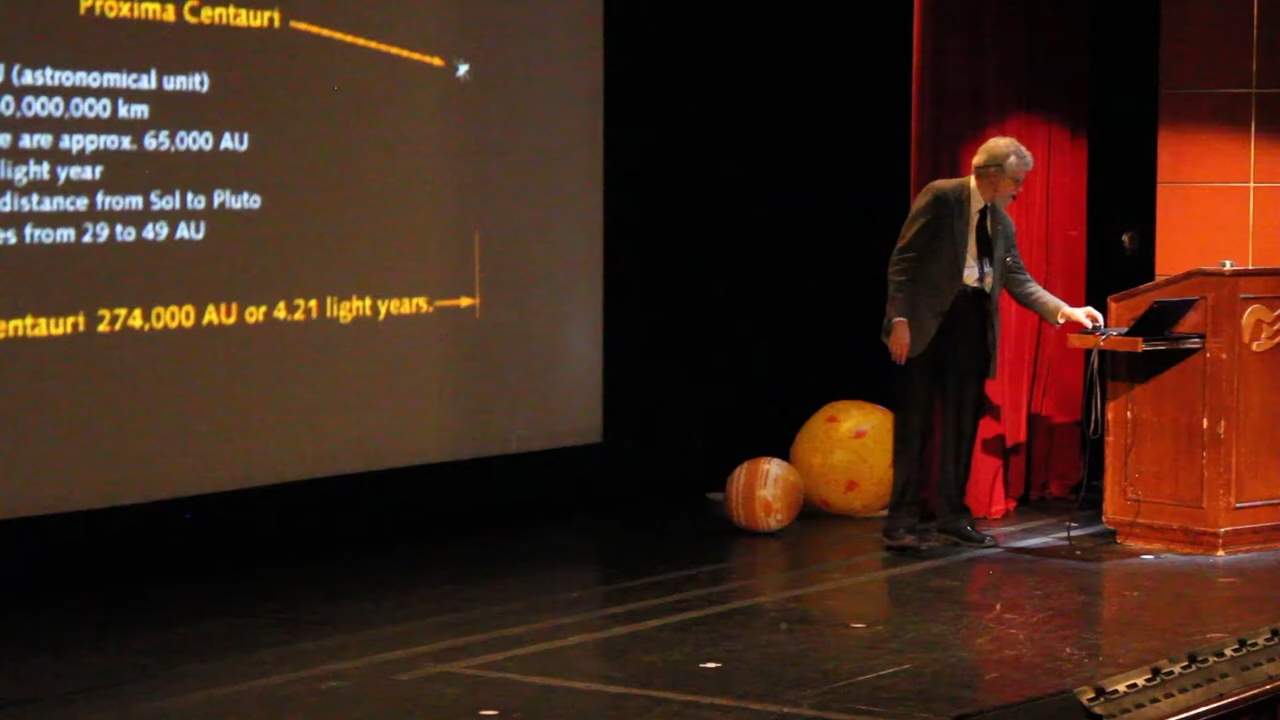 Proxima Centauri
(astronomical unit)
0,000,000 km
are approx. 65,000 AU
light year
distance from Sol to Pluto
from 29 to 49 AU
entauri 274,000 AU or 4.21 light years.